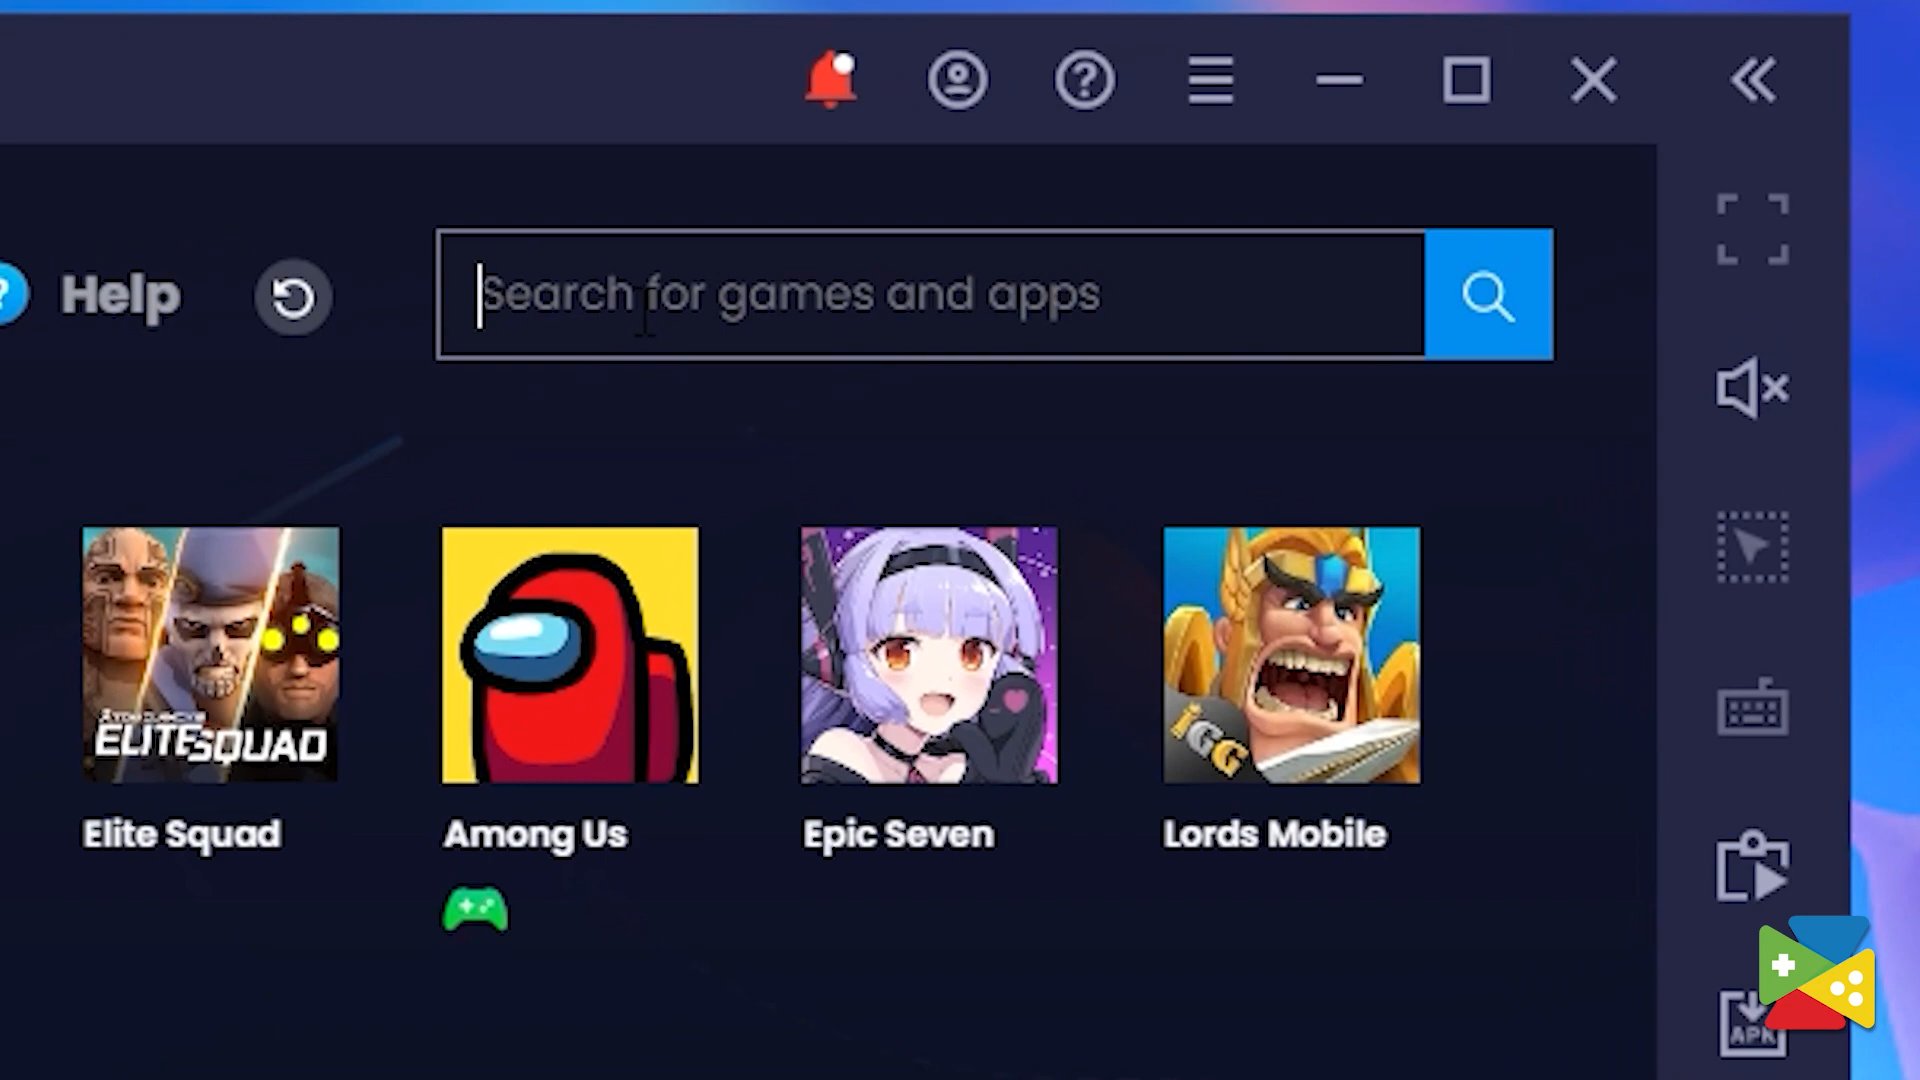 Help
Search for games and apps
ELITE SQUAD
IGG
Elite Squad
Among Us
Epic Seven
Lords Mobile
APK